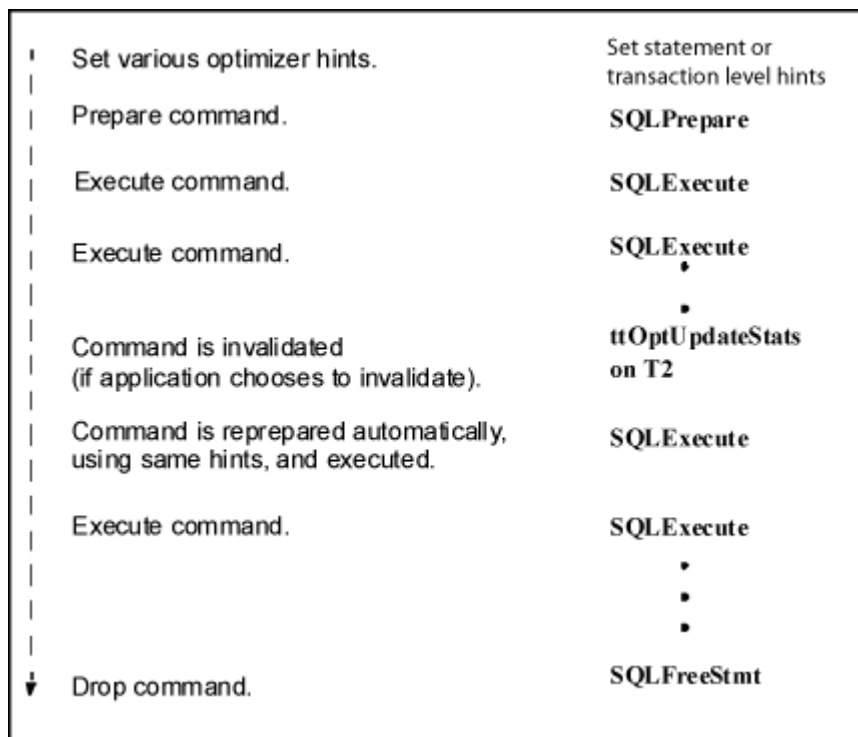 Set various optimizer hints.
Set statement or
transaction level hints
Prepare command.
SQLPrepare
Execute command.
SQLExecute
Execute command.
SQLExecute
Command is invalidated
(if application chooses to invalidate).
ttOptUpdateStats
on T2
Command is reprepared automatically,
using same hints, and executed.
SQLExecute
Execute command.
SQLExecute
Drop command.
SQLFreeStmt